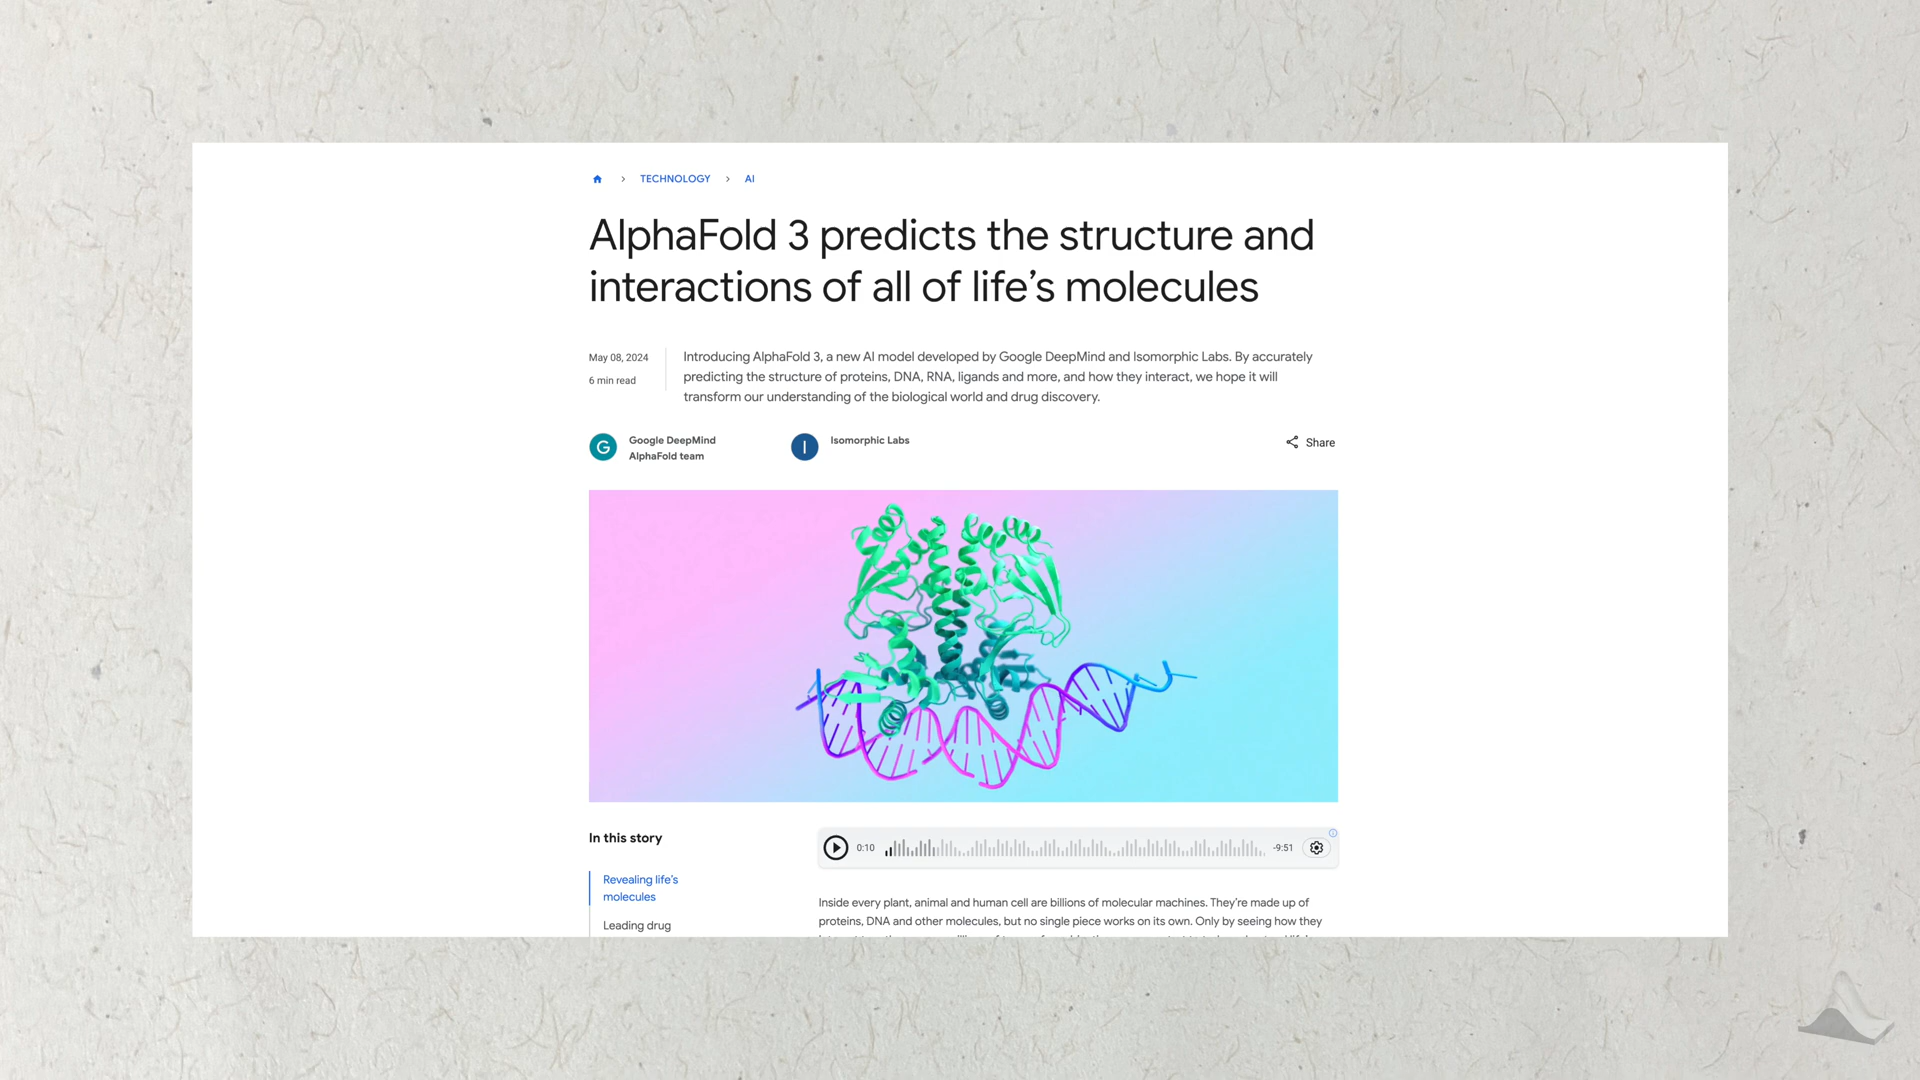 TECHNOLOGY
AI
AlphaFold 3 predicts the structure and
interactions of all of life’s molecules
May 08, 2024
6 min read
Introducing AlphaFold 3, a new AI model developed by Google DeepMind and Isomorphic Labs. By accurately
predicting the structure of proteins, DNA, RNA, ligands and more, and how they interact, we hope it will
transform our understanding of the biological world and drug discovery.
G
Google DeepMind
AlphaFold team
I
Isomorphic Labs
Share
In this story
Revealing life’s
molecules
Leading drug
0:10
-9:51
Inside every plant, animal and human cell are billions of molecular machines. They’re made up of
proteins, DNA and other molecules, but no single piece works on its own. Only by seeing how they